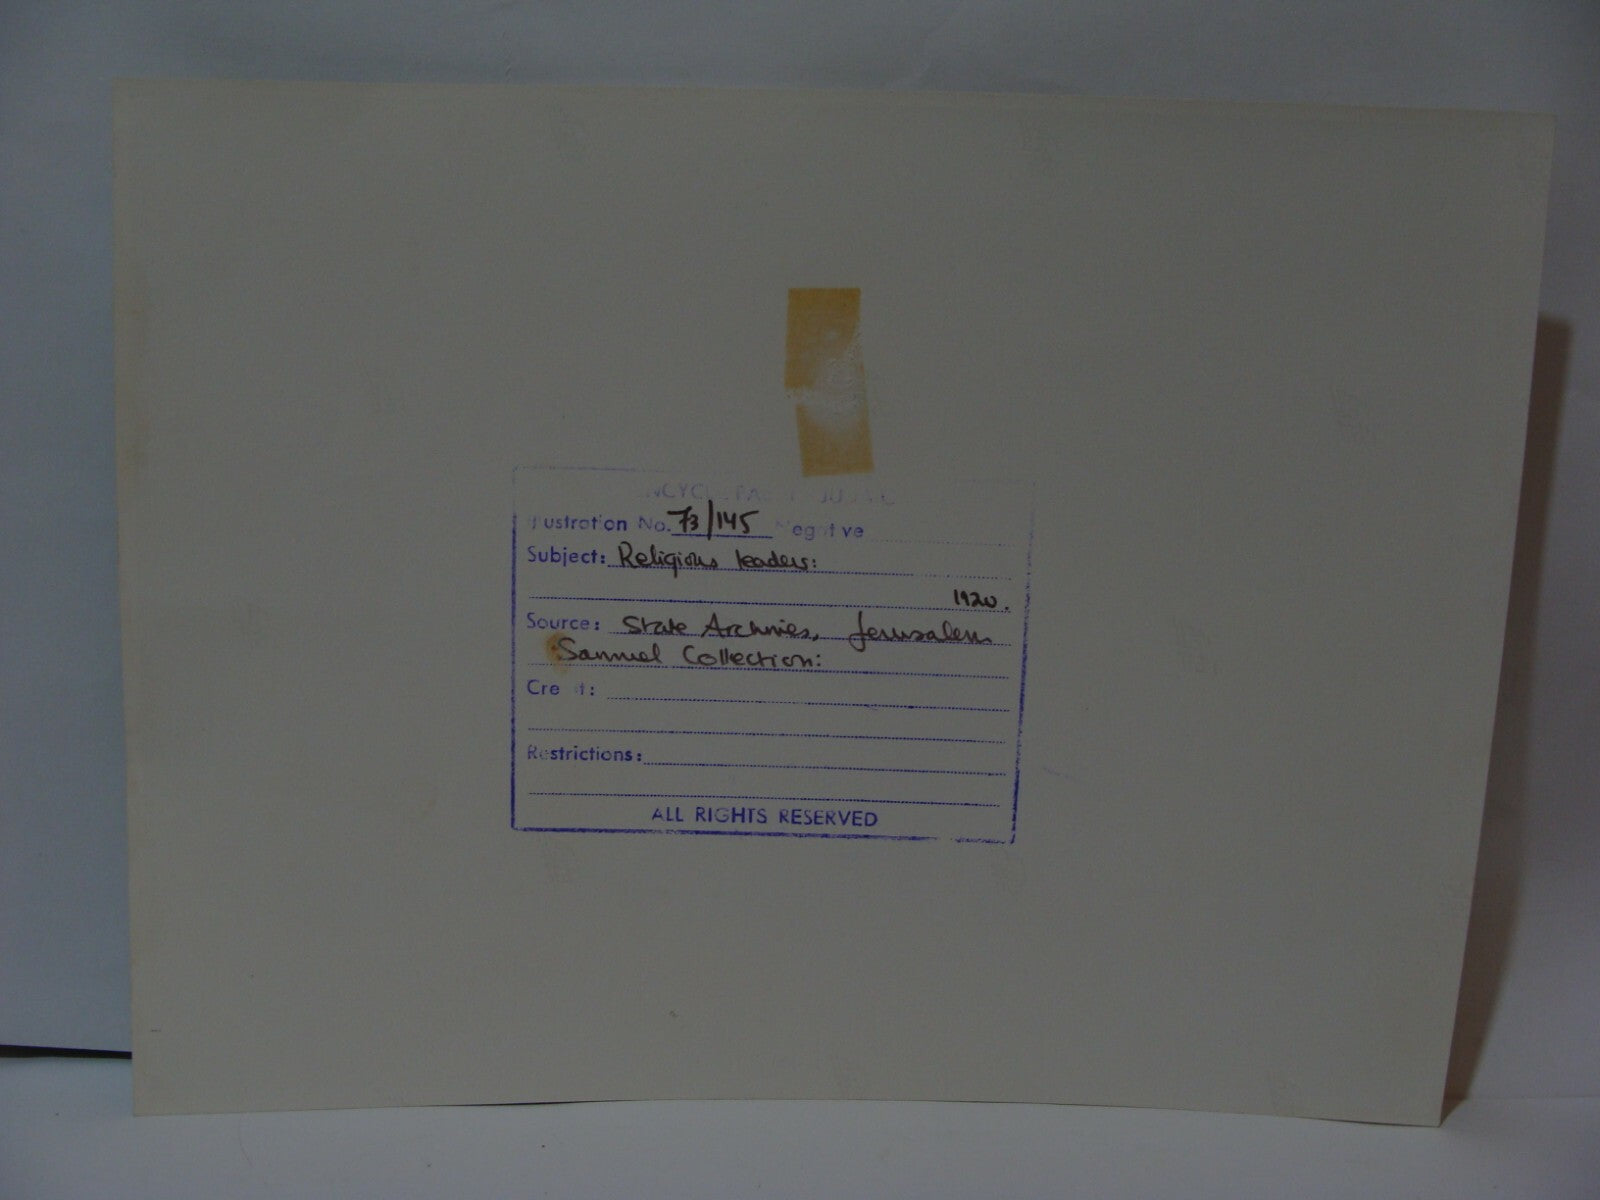 Illustration No. 73/145 Negative
Subject: Religious leaders:
1920.
Source: State Archives, Jerusalem
Samuel Collection:
Credit:
Restrictions:
ALL RIGHTS RESERVED